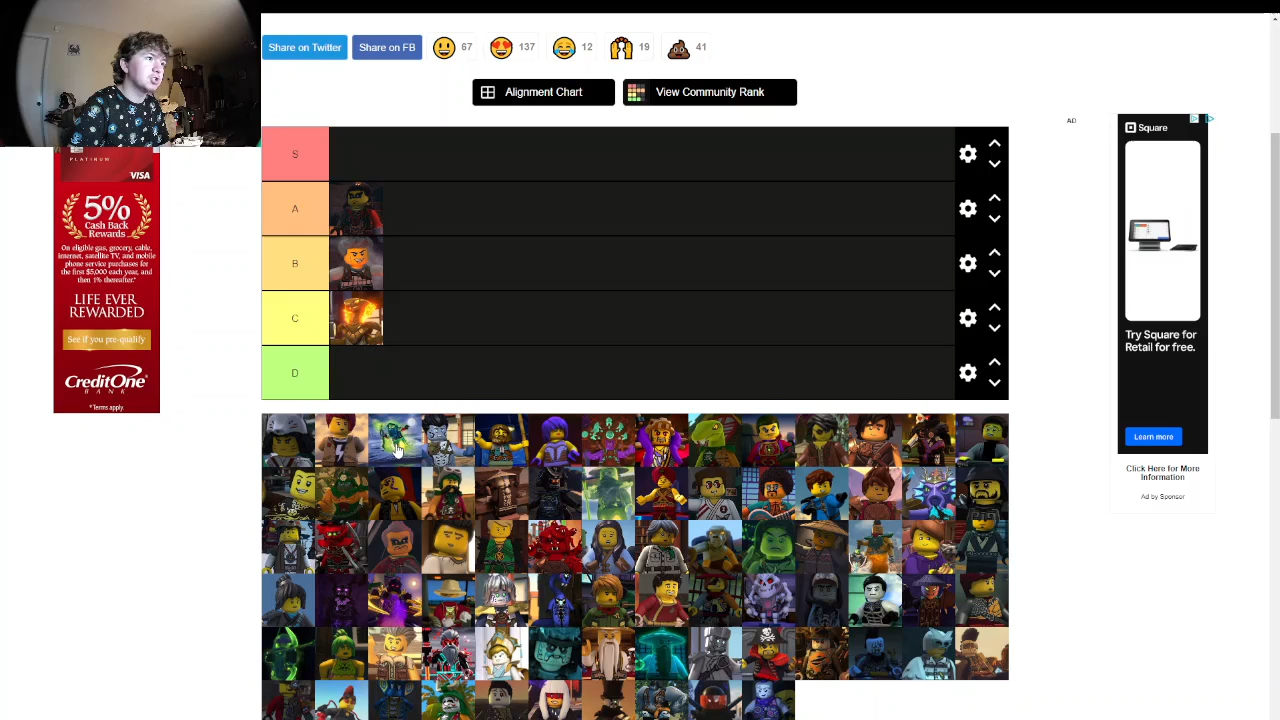 Share on Twitter
Share on FB
67
137
12
19
41
Alignment Chart
View Community Rank
AD
Square
PLATINUM
VISA
5%
Cash Back
Rewards
On eligible gas, grocery, cable,
internet, satellite TV, and mobile
phone service purchases for
the first $5,000 each year, and
then 1% thereafter.*
LIFE EVER
REWARDED
See if you pre-qualify
CreditOne
BANK
*Terms apply.
S
A
B
C
D
Try Square for
Retail for free.
Learn more
Click Here for More
Information
Ad by Sponsor